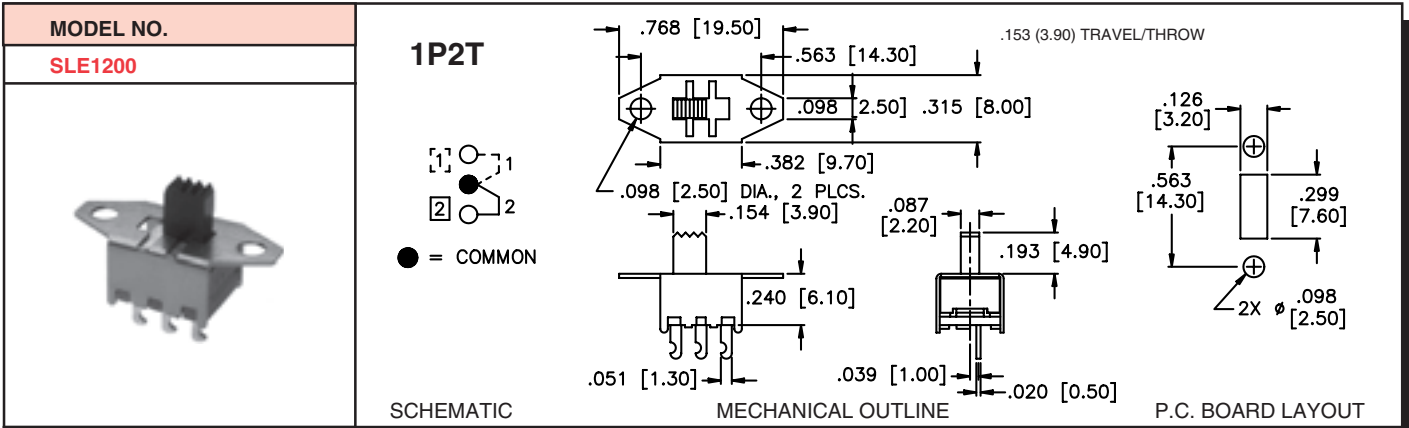 MODEL NO.
SLE1200
1P2T
[1]
1
2
2
= COMMON
SCHEMATIC
.768 [19.50]
.563 [14.30]
.098 [2.50] .315 [8.00]
.382 [9.70]
.098 [2.50] DIA., 2 PLCS.
.154 [3.90]
.240 [6.10]
.051 [1.30]
.087
[2.20]
.193 [4.90]
.039 [1.00]
.020 [0.50]
MECHANICAL OUTLINE
.153 (3.90) TRAVEL/THROW
.126
[3.20]
.563
[14.30]
.299
[7.60]
2X ø .098
[2.50]
P.C. BOARD LAYOUT